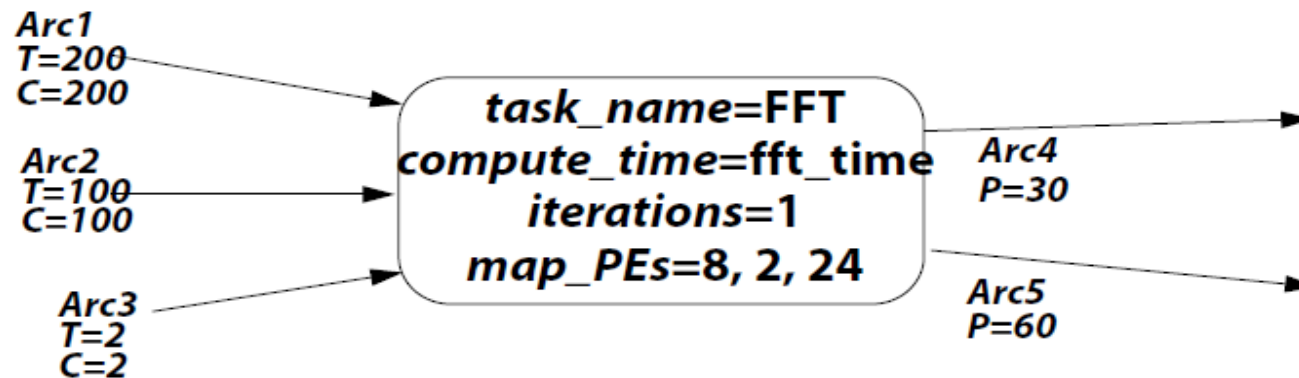 Arc1
T=200
C=200
Arc2
T=100
C=100
Arc3
T=2
C=2
task_name=FFT
compute_time=fft_time
iterations=1
map_PEs=8, 2, 24
Arc4
P=30
Arc5
P=60